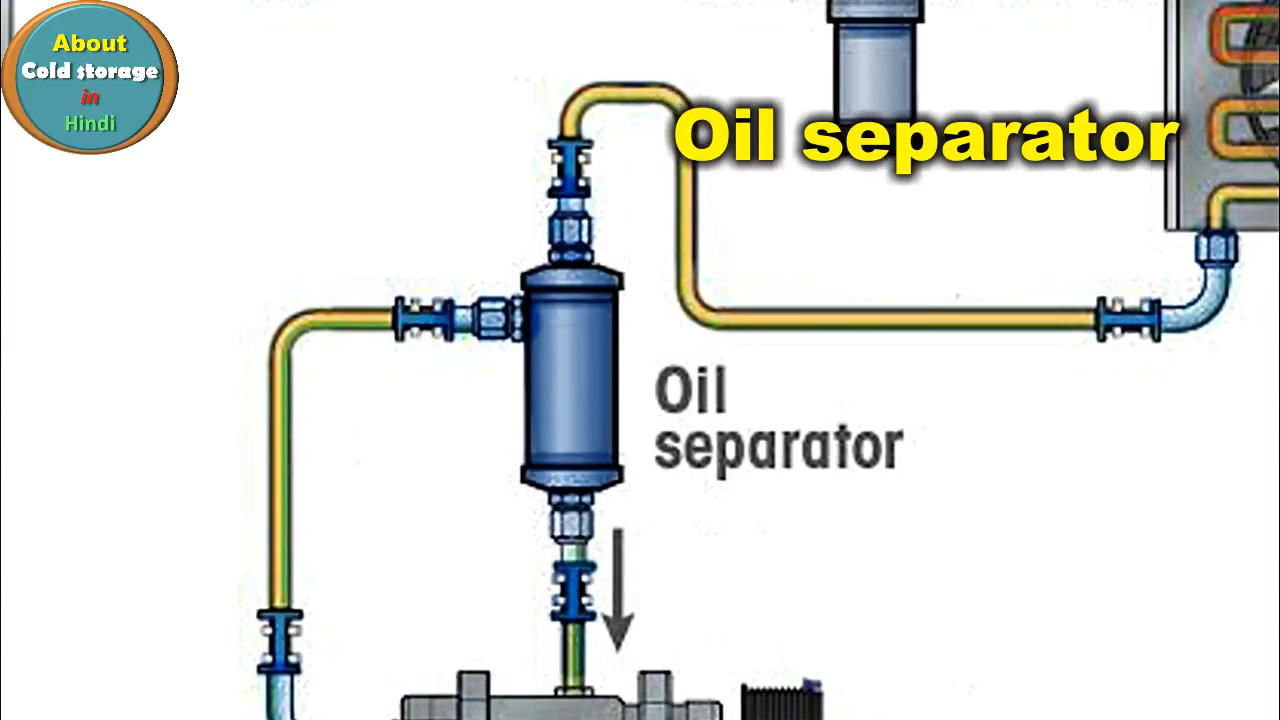 About
Cold storage
in
Hindi
Oil separator
Oil
separator